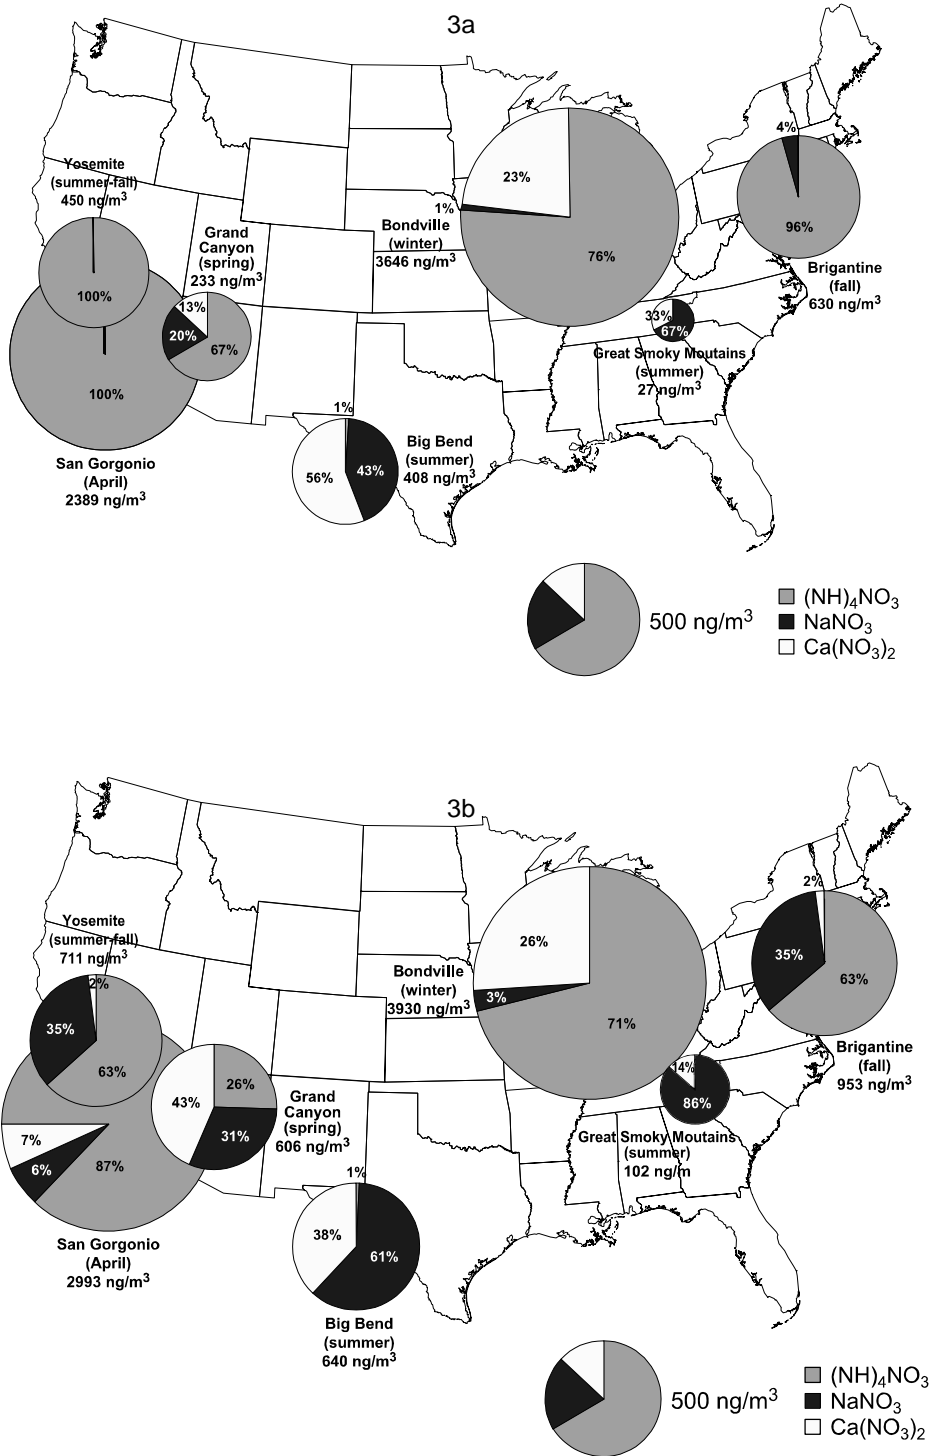 3a
Yosemite
(summer-fall)
450 ng/m³
100%
Grand
Canyon
(spring)
233 ng/m³
13%
20%
67%
100%
San Gorgonio
(April)
2389 ng/m³
Bondville
(winter)
3646 ng/m³
23%
1%
76%
4%
96%
Brigantine
(fall)
630 ng/m³
33%
67%
Great Smoky Moutains
(summer)
27 ng/m³
1%
56%
43%
Big Bend
(summer)
408 ng/m³
500 ng/m³
(NH)₄NO₃
NaNO₃
Ca(NO₃)₂
3b
Yosemite
(summer-fall)
711 ng/m³
2%
35%
63%
Bondville
(winter)
3930 ng/m³
26%
3%
71%
2%
35%
63%
Brigantine
(fall)
953 ng/m³
43%
26%
31%
Grand
Canyon
(spring)
606 ng/m³
7%
6%
87%
San Gorgonio
(April)
2993 ng/m³
14%
86%
Great Smoky Moutains
(summer)
102 ng/m
1%
38%
61%
Big Bend
(summer)
640 ng/m³
500 ng/m³
(NH)₄NO₃
NaNO₃
Ca(NO₃)₂